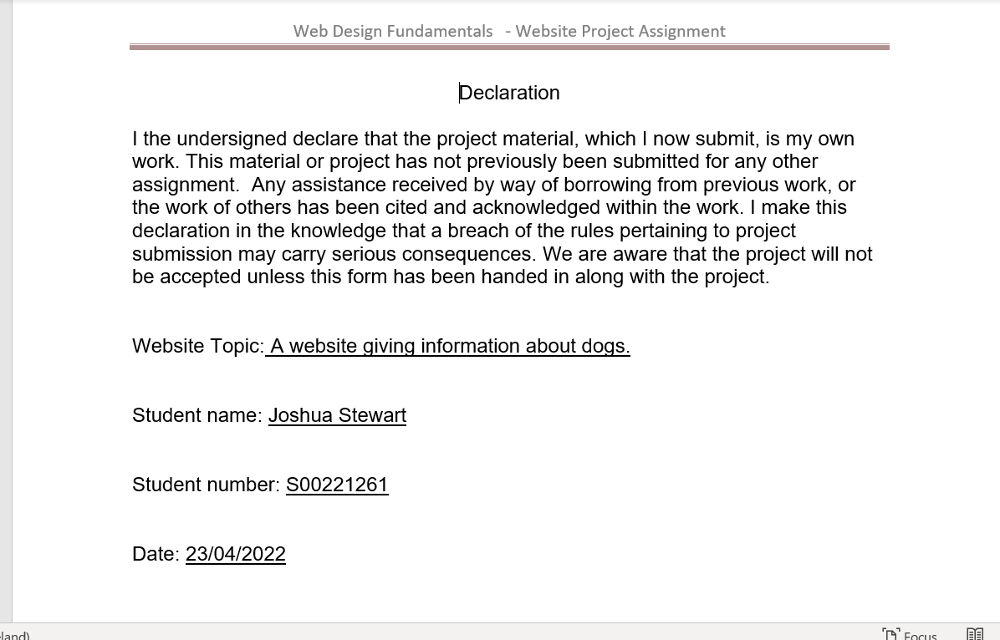 Web Design Fundamentals - Website Project Assignment
Declaration
I the undersigned declare that the project material, which I now submit, is my own
work. This material or project has not previously been submitted for any other
assignment. Any assistance received by way of borrowing from previous work, or
the work of others has been cited and acknowledged within the work. I make this
declaration in the knowledge that a breach of the rules pertaining to project
submission may carry serious consequences. We are aware that the project will not
be accepted unless this form has been handed in along with the project.
Website Topic: A website giving information about dogs.
Student name: Joshua Stewart
Student number: S00221261
Date: 23/04/2022
Focus